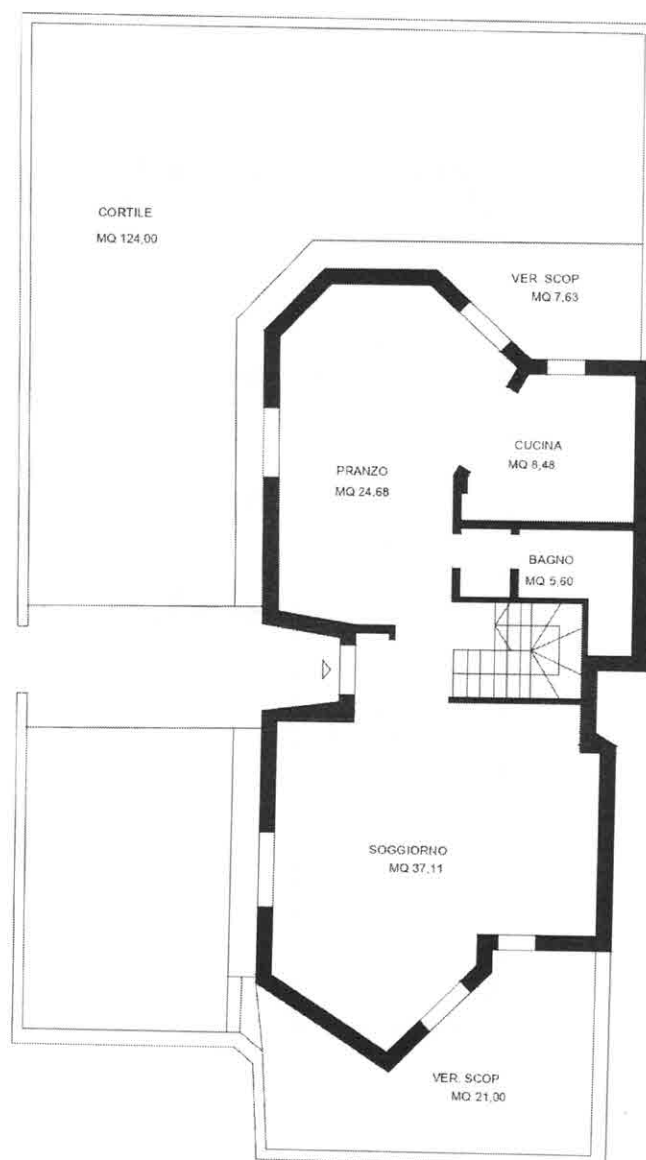 CORTILE
MQ 124,00
VER. SCOP
MQ 7,63
CUCINA
MQ 8,48
PRANZO
MQ 24,68
BAGNO
MQ 5,60
SOGGIORNO
MQ 37,11
VER. SCOP
MQ 21,00